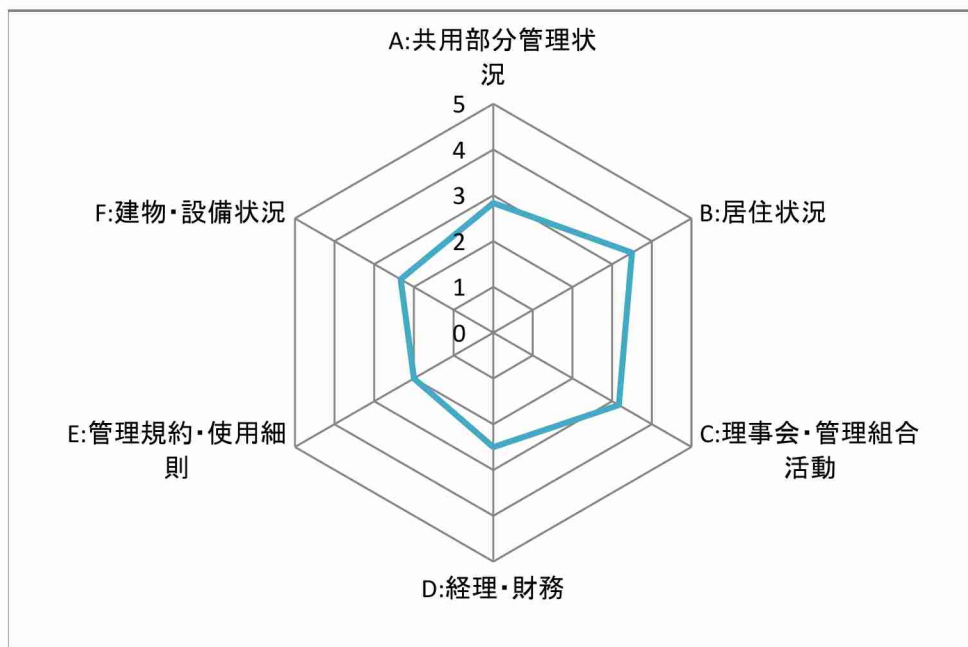 A:共用部分管理状
況
5
4
3
2
1
0
B:居住状況
C:理事会・管理組合
活動
D:経理・財務
E:管理規約・使用細
則
F:建物・設備状況